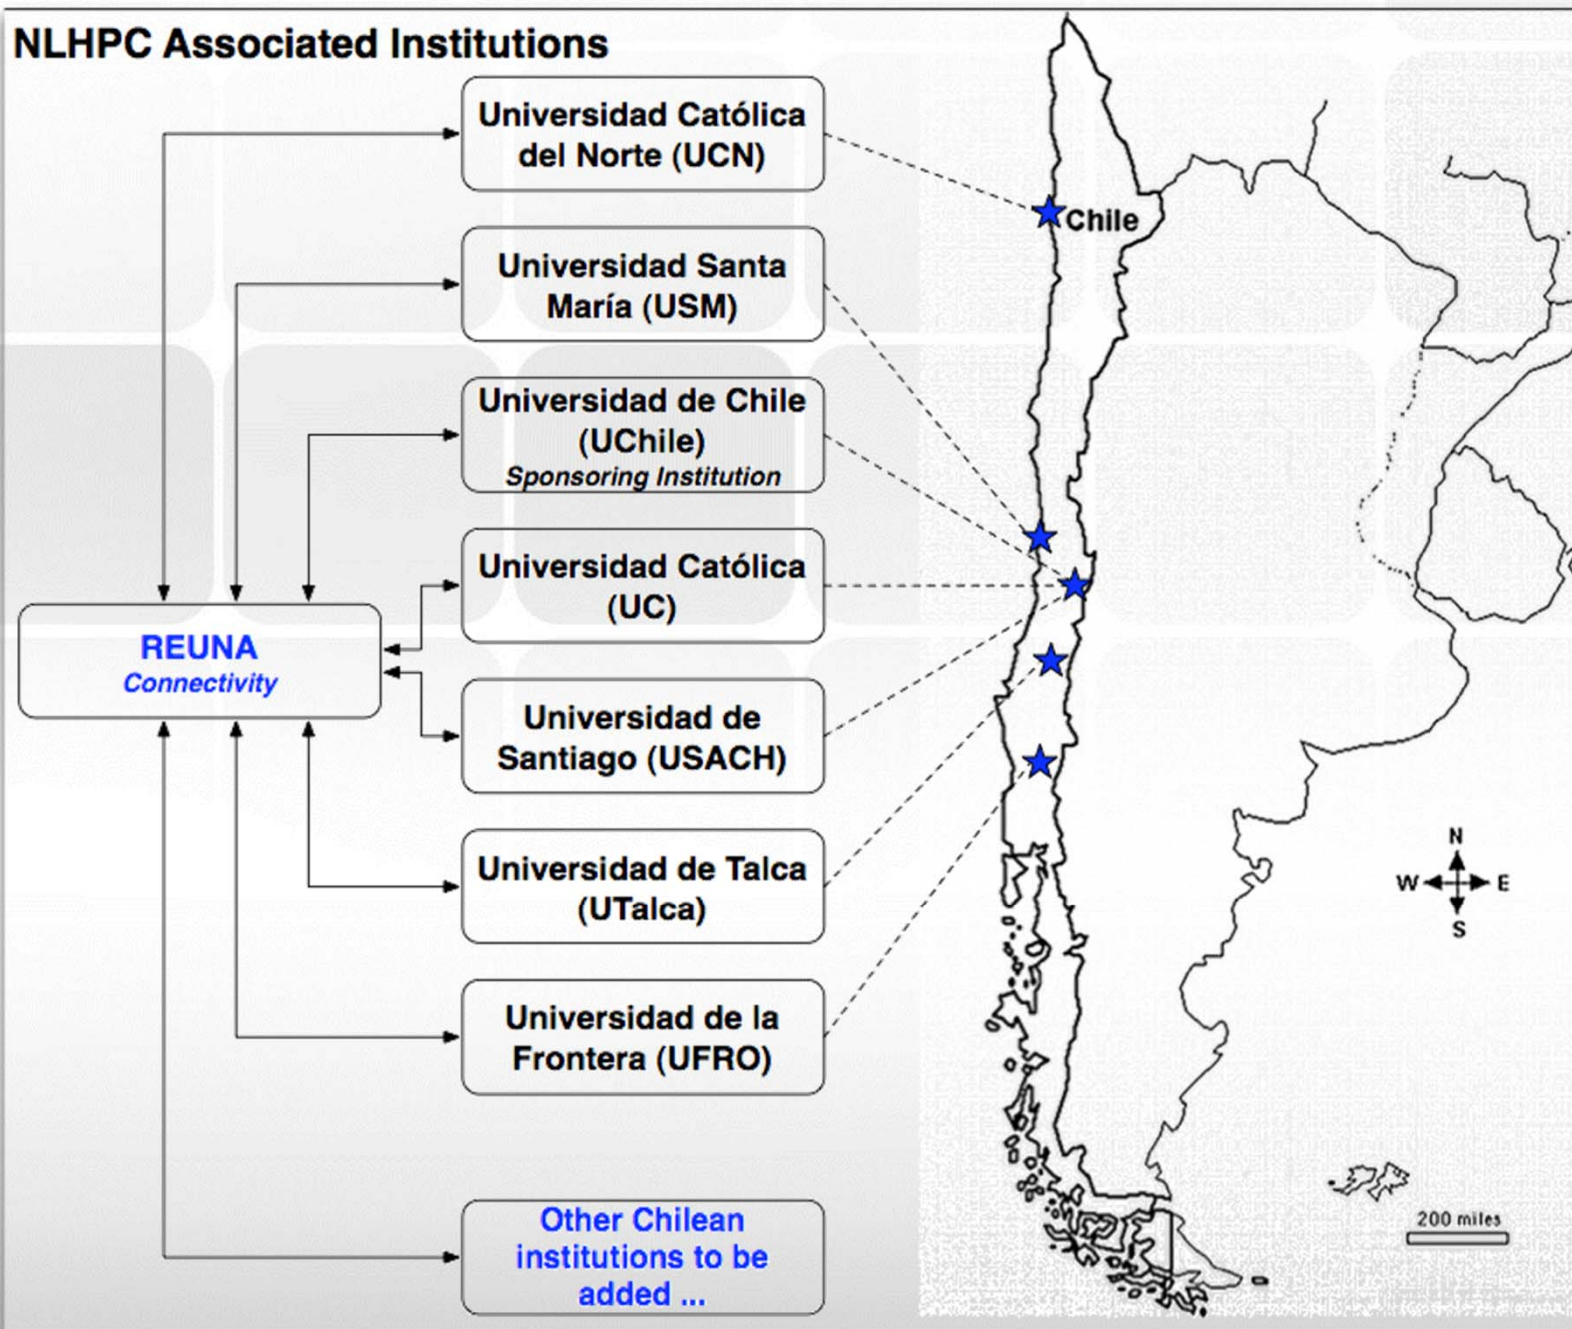 NLHPC Associated Institutions
Universidad Católica
del Norte (UCN)
Universidad Santa
María (USM)
Universidad de Chile
(UChile)
Sponsoring Institution
Universidad Católica
(UC)
REUNA
Connectivity
Universidad de
Santiago (USACH)
Universidad de Talca
(UTalca)
Universidad de la
Frontera (UFRO)
Other Chilean
institutions to be
added ...
Chile
N
W E
S
200 miles